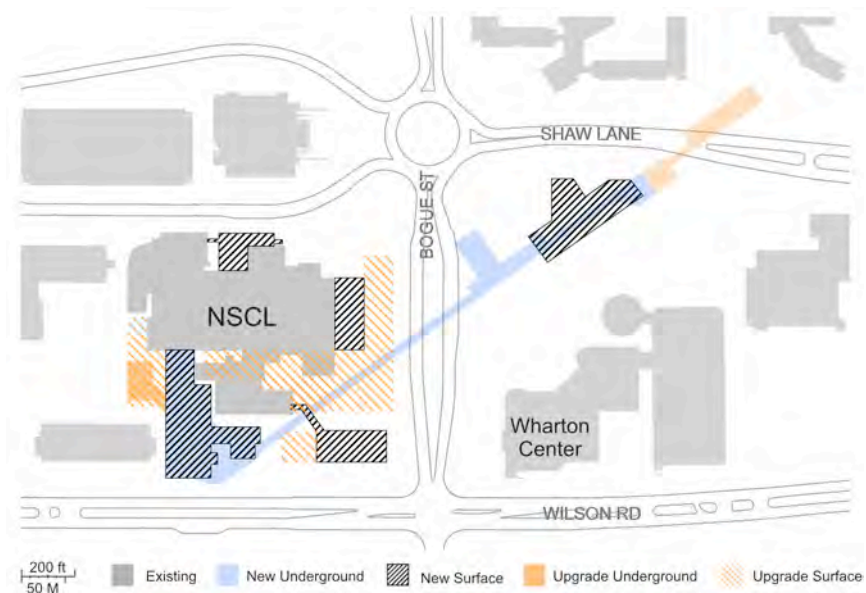 SHAW LANE
BOGUE ST
NSCL
Wharton
Center
WILSON RD
200 ft
50 M
Existing
New Underground
New Surface
Upgrade Underground
Upgrade Surface